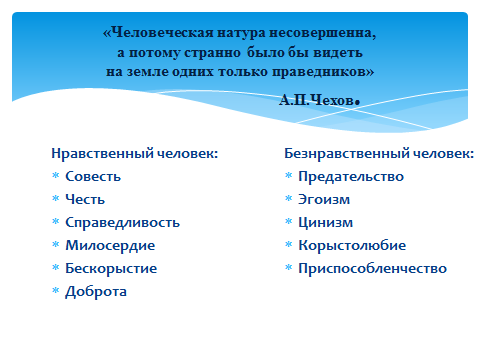 «Человеческая натура несовершенна,
а потому странно было бы видеть
на земле одних только праведников»
А.П.Чехов.
Нравственный человек:
Совесть
Честь
Справедливость
Милосердие
Бескорыстие
Доброта
Безнравственный человек:
Предательство
Эгоизм
Цинизм
Корыстолюбие
Приспособленчество